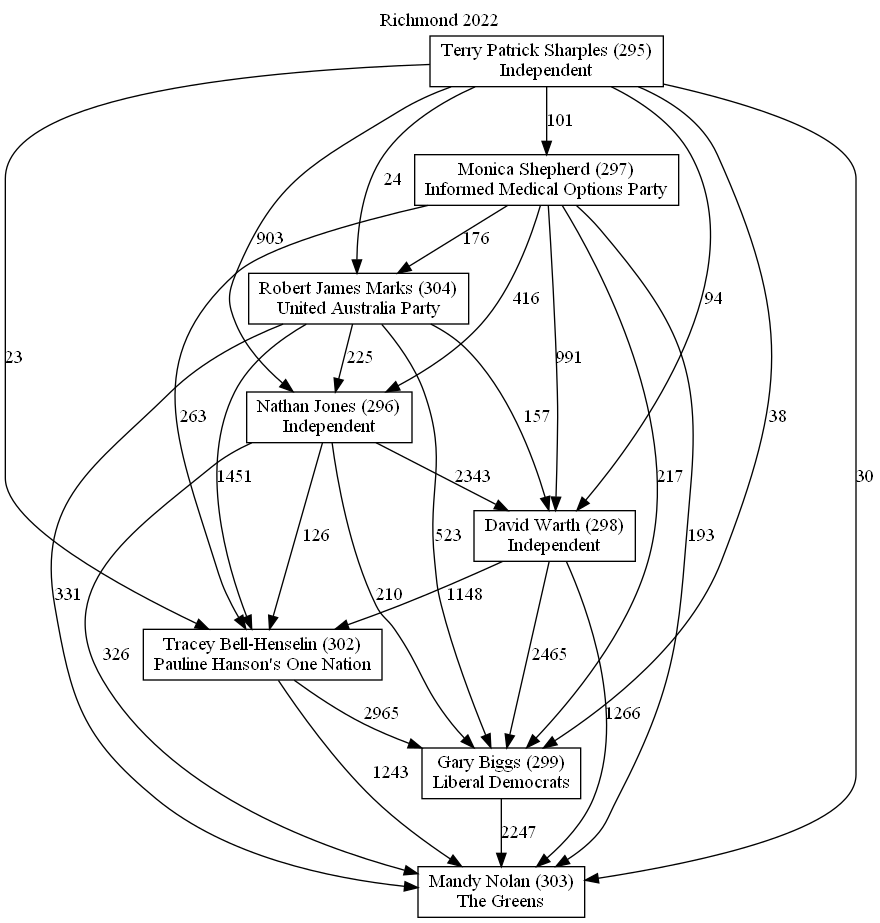 Richmond 2022
Terry Patrick Sharples (295)
Independent
101
Monica Shepherd (297)
Informed Medical Options Party
24
903
176
Robert James Marks (304)
United Australia Party
416
94
23
225
991
263
157
38
Nathan Jones (296)
Independent
1451
2343
217
30
David Warth (298)
Independent
126
523
193
331
210
1148
326
Tracey Bell-Henselin (302)
Pauline Hanson's One Nation
2465
2965
1266
Gary Biggs (299)
Liberal Democrats
1243
2247
Mandy Nolan (303)
The Greens